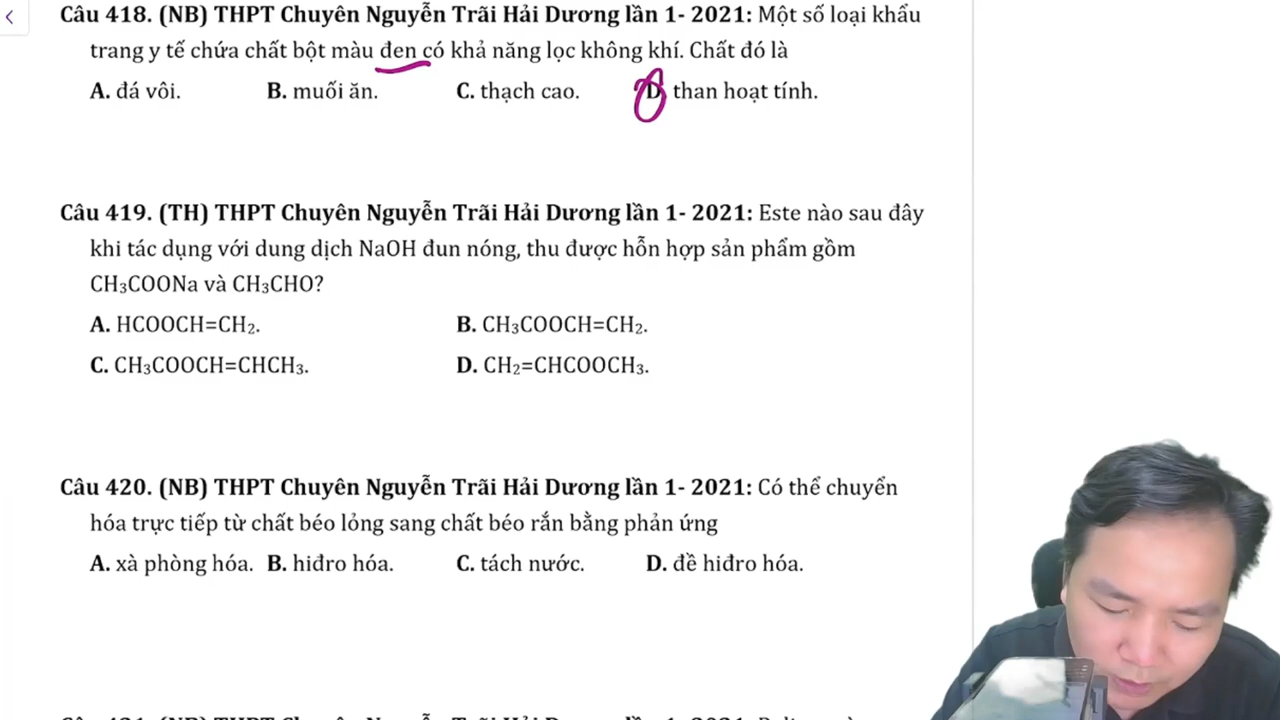 Câu 418. (NB) THPT Chuyên Nguyễn Trãi Hải Dương lần 1- 2021: Một số loại khẩu
trang y tế chứa chất bột màu đen có khả năng lọc không khí. Chất đó là
A. đá vôi. B. muối ăn. C. thạch cao. D. than hoạt tính.
Câu 419. (TH) THPT Chuyên Nguyễn Trãi Hải Dương lần 1- 2021: Este nào sau đây
khi tác dụng với dung dịch NaOH đun nóng, thu được hỗn hợp sản phẩm gồm
CH₃COONa và CH₃CHO?
A. HCOOCH=CH₂. B. CH₃COOCH=CH₂.
C. CH₃COOCH=CHCH₃. D. CH₂=CHCOOCH₃.
Câu 420. (NB) THPT Chuyên Nguyễn Trãi Hải Dương lần 1- 2021: Có thể chuyển
hóa trực tiếp từ chất béo lỏng sang chất béo rắn bằng phản ứng
A. xà phòng hóa. B. hiđro hóa. C. tách nước. D. đề hiđro hóa.